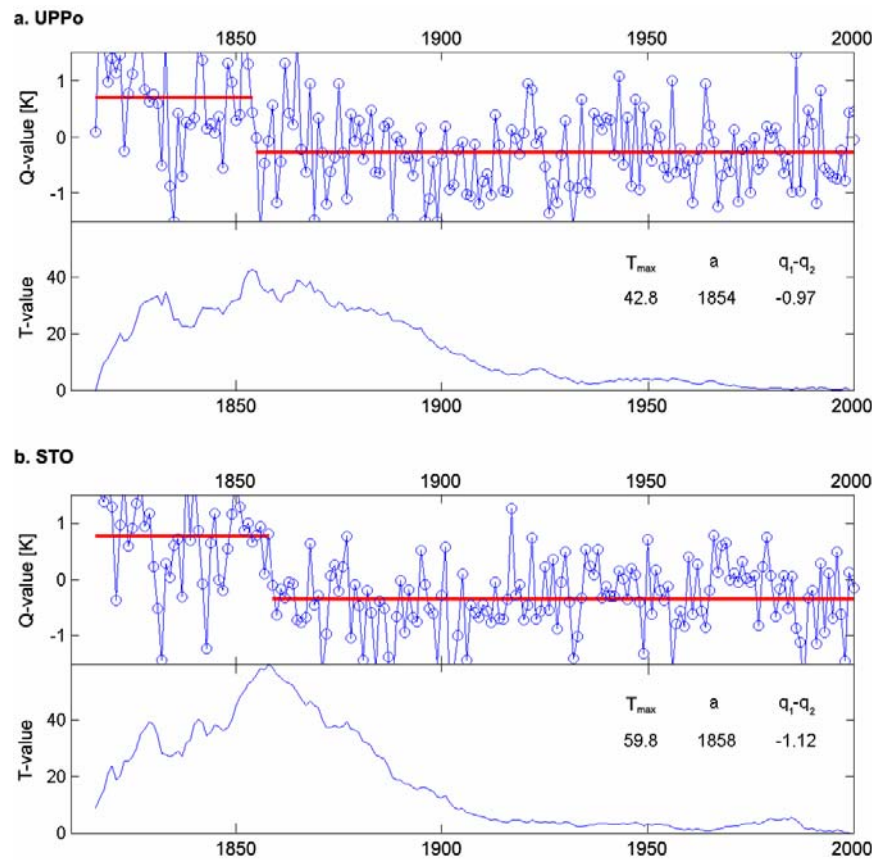 a. UPPo
1850 1900 1950 2000
Q-value [K]
1
0
-1
T-value
40
20
0
Tmax a q1-q2
42.8 1854 -0.97
1850 1900 1950 2000
b. STO
1850 1900 1950 2000
Q-value [K]
1
0
-1
T-value
40
20
0
Tmax a q1-q2
59.8 1858 -1.12
1850 1900 1950 2000